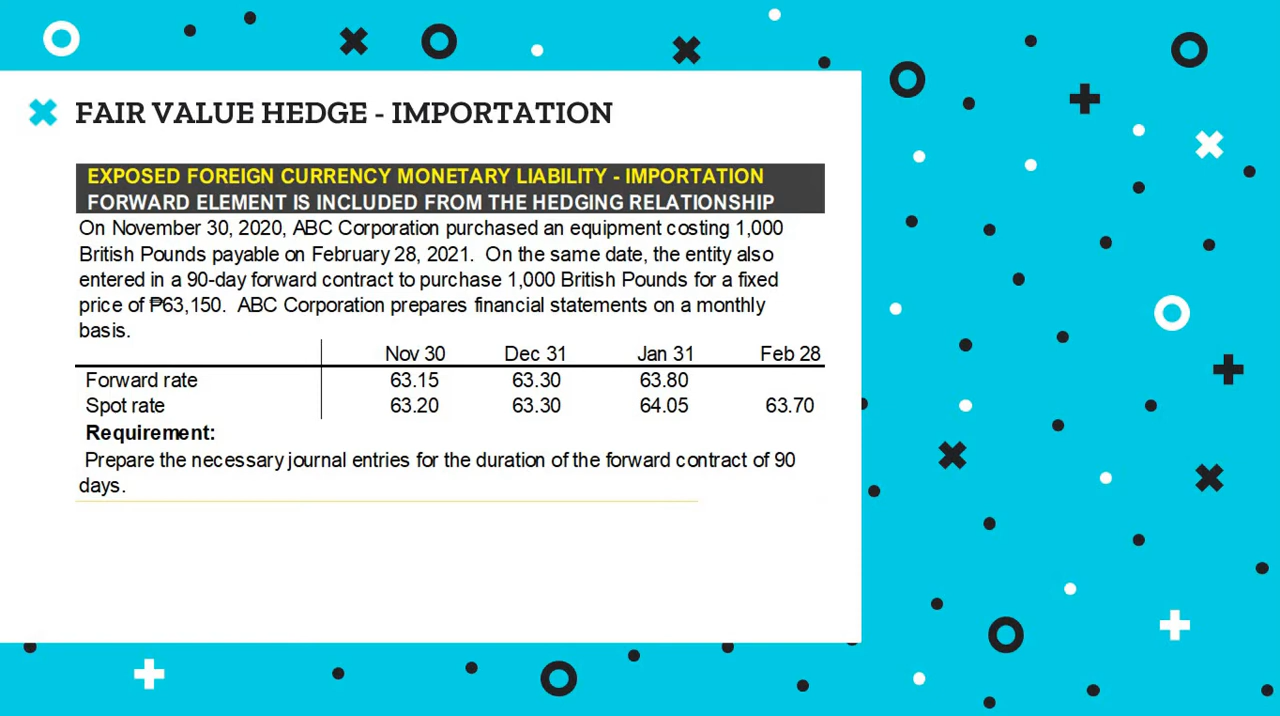 FAIR VALUE HEDGE - IMPORTATION
EXPOSED FOREIGN CURRENCY MONETARY LIABILITY - IMPORTATION
FORWARD ELEMENT IS INCLUDED FROM THE HEDGING RELATIONSHIP
On November 30, 2020, ABC Corporation purchased an equipment costing 1,000
British Pounds payable on February 28, 2021. On the same date, the entity also
entered in a 90-day forward contract to purchase 1,000 British Pounds for a fixed
price of ₱63,150. ABC Corporation prepares financial statements on a monthly
basis.
Nov 30 Dec 31 Jan 31 Feb 28
Forward rate 63.15 63.30 63.80
Spot rate 63.20 63.30 64.05 63.70
Requirement:
Prepare the necessary journal entries for the duration of the forward contract of 90
days.